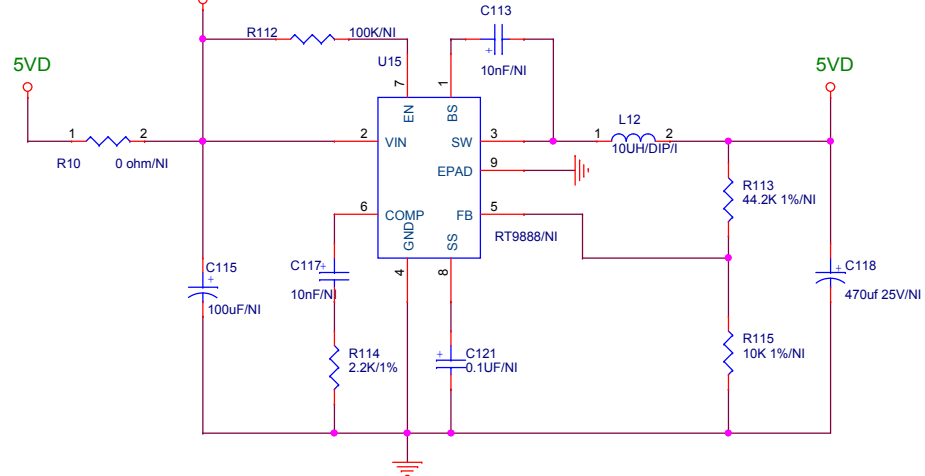 C113
R112
100K/NI
10nF/NI
5VD
U15
5VD
7
1
EN
BS
L12
1
2
2
VIN
SW
3
1
2
R10
0 ohm/NI
10UH/DIP/I
EPAD
9
R113
44.2K 1%/NI
6
COMP
FB
5
GND
SS
RT9888/NI
C115
100uF/NI
C117
10nF/NI
4
8
C118
470uf 25V/NI
R114
2.2K/1%
C121
0.1UF/NI
R115
10K 1%/NI